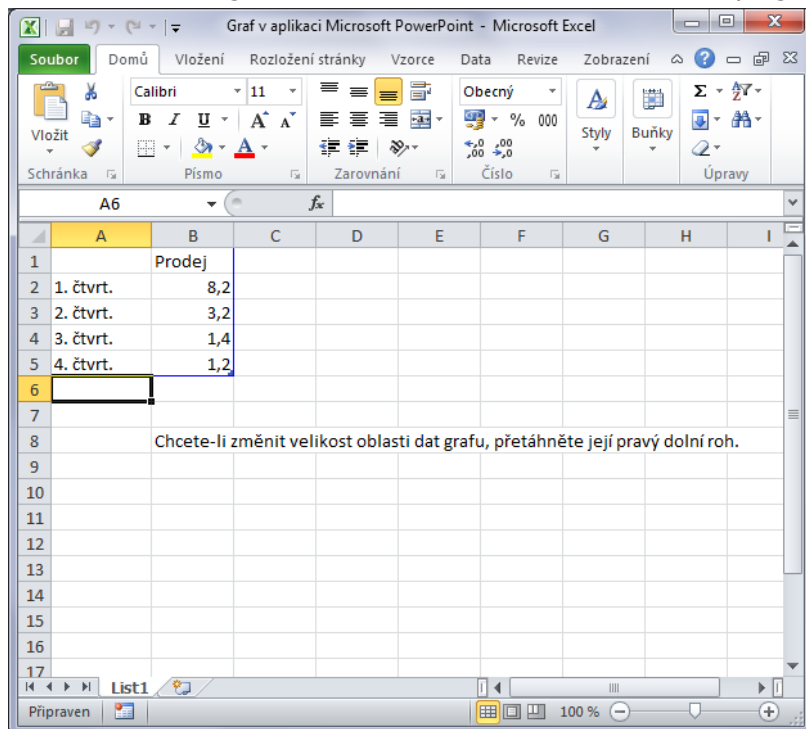 Graf v aplikaci Microsoft PowerPoint - Microsoft Excel
Soubor Domů Vložení Rozložení stránky Vzorce Data Revize Zobrazení
Calibri 11 Obecný
Vložit B I U A A % 000 Styly Buňky
Schránka Písmo Zarovnání Číslo Úpravy
A6 fx
A B C D E F G H I
1 Prodej
2 1. čtvrt. 8,2
3 2. čtvrt. 3,2
4 3. čtvrt. 1,4
5 4. čtvrt. 1,2
6
7
8 Chcete-li změnit velikost oblasti dat grafu, přetáhněte její pravý dolní roh.
9
10
11
12
13
14
15
16
17
List1
Připraven 100 %